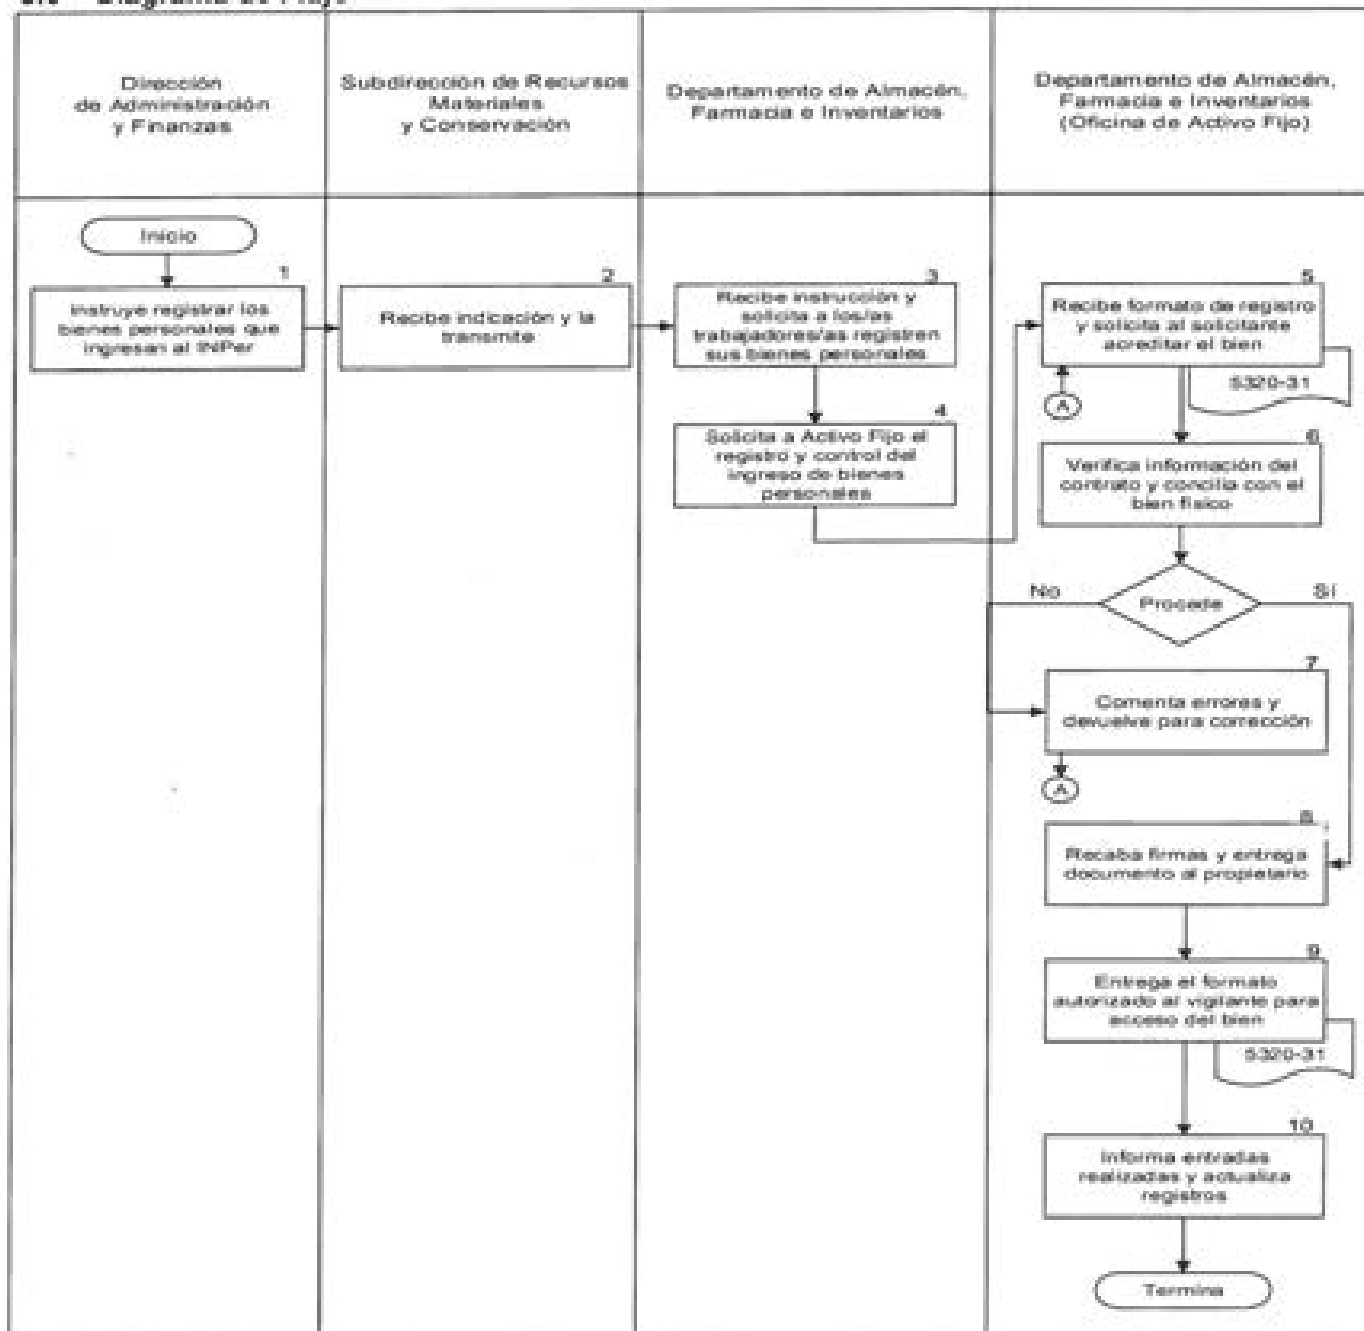 Diagrama de Flujo
Dirección
de Administración
y Finanzas
Subdirección de Recursos
Materiales
y Conservación
Departamento de Almacén,
Farmacia e Inventarios
Departamento de Almacén,
Farmacia e Inventarios
(Oficina de Activo Fijo)
Inicio
1
Instruye registrar los
bienes personales que
ingresan al INPer
2
Recibe indicación y la
transmite
3
Recibe instrucción y
solicita a los/as
trabajadores/as registren
sus bienes personales
4
Solicita a Activo Fijo el
registro y control del
ingreso de bienes
personales
5
Recibe formato de registro
y solicita al solicitante
acreditar el bien
5320-31
A
6
Verifica información del
contrato y concilia con el
bien físico
No
Procede
Sí
7
Comenta errores y
devuelve para corrección
A
8
Recaba firmas y entrega
documento al propietario
9
Entrega el formato
autorizado al vigilante para
acceso del bien
5320-31
10
Informa entradas
realizadas y actualiza
registros
Termina